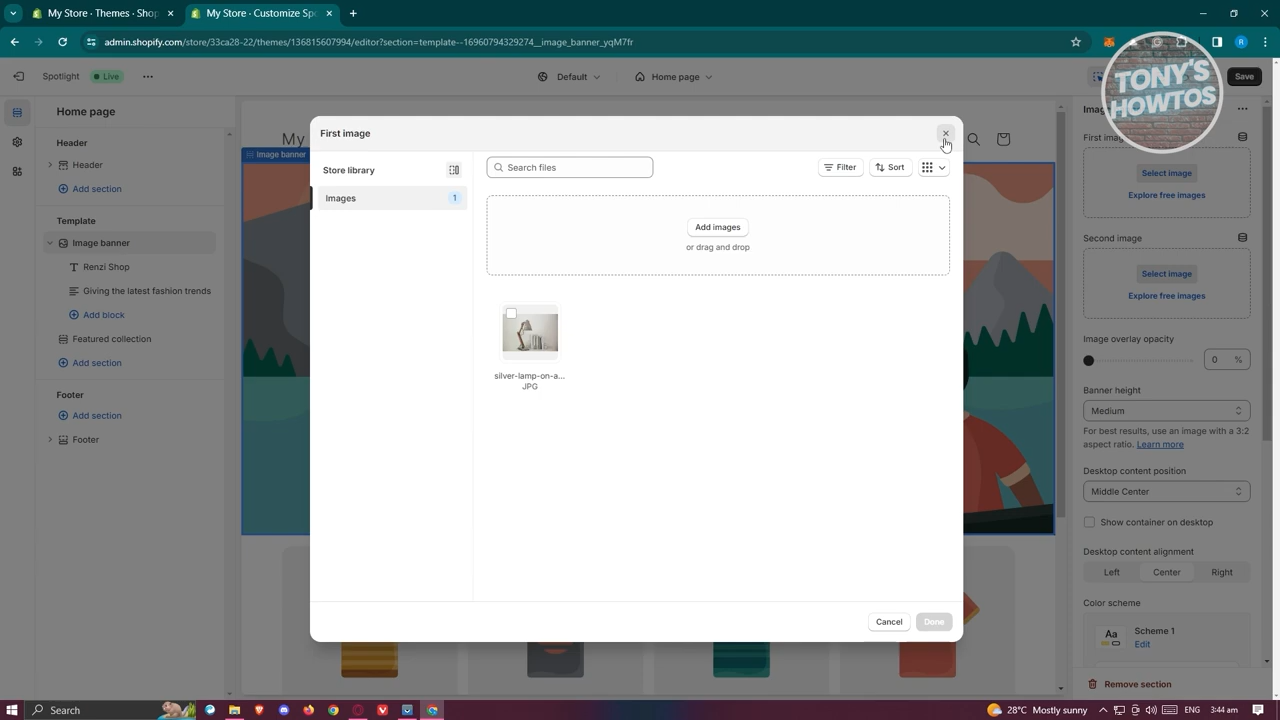 My Store · Themes · Shop
My Store · Customize Spo
admin.shopify.com/store/33ca28-22/themes/136815607994/editor?section=template--16960794329274__image_banner_yqM7fr
Spotlight
Live
Default
Home page
Save
TONY'S
HOWTOS
Home page
Header
Header
Add section
Template
Image banner
Renzi Shop
Giving the latest fashion trends
Add block
Featured collection
Add section
Footer
Add section
Footer
My
Image banner
First image
Store library
Images
1
Search files
Filter
Sort
Add images
or drag and drop
silver-lamp-on-a...
JPG
Cancel
Done
First
Select image
Explore free images
Second image
Select image
Explore free images
Image overlay opacity
0 %
Banner height
Medium
For best results, use an image with a 3:2
aspect ratio. Learn more
Desktop content position
Middle Center
Show container on desktop
Desktop content alignment
Left
Center
Right
Color scheme
Aa
Scheme 1
Edit
Remove section
Search
28°C Mostly sunny
ENG
3:44 am